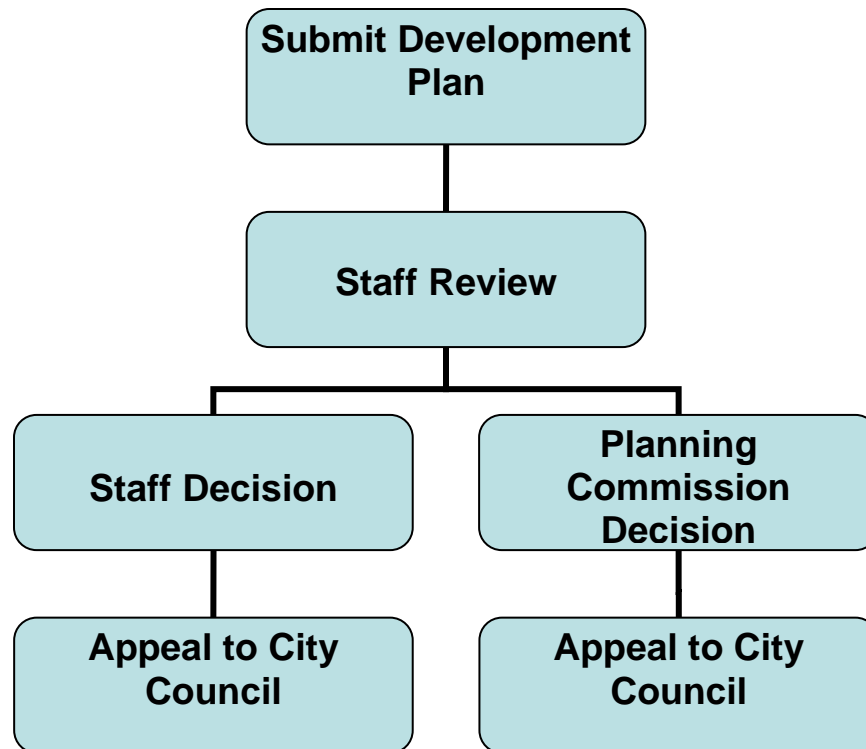 Submit Development
Plan
Staff Review
Staff Decision
Planning
Commission
Decision
Appeal to City
Council
Appeal to City
Council